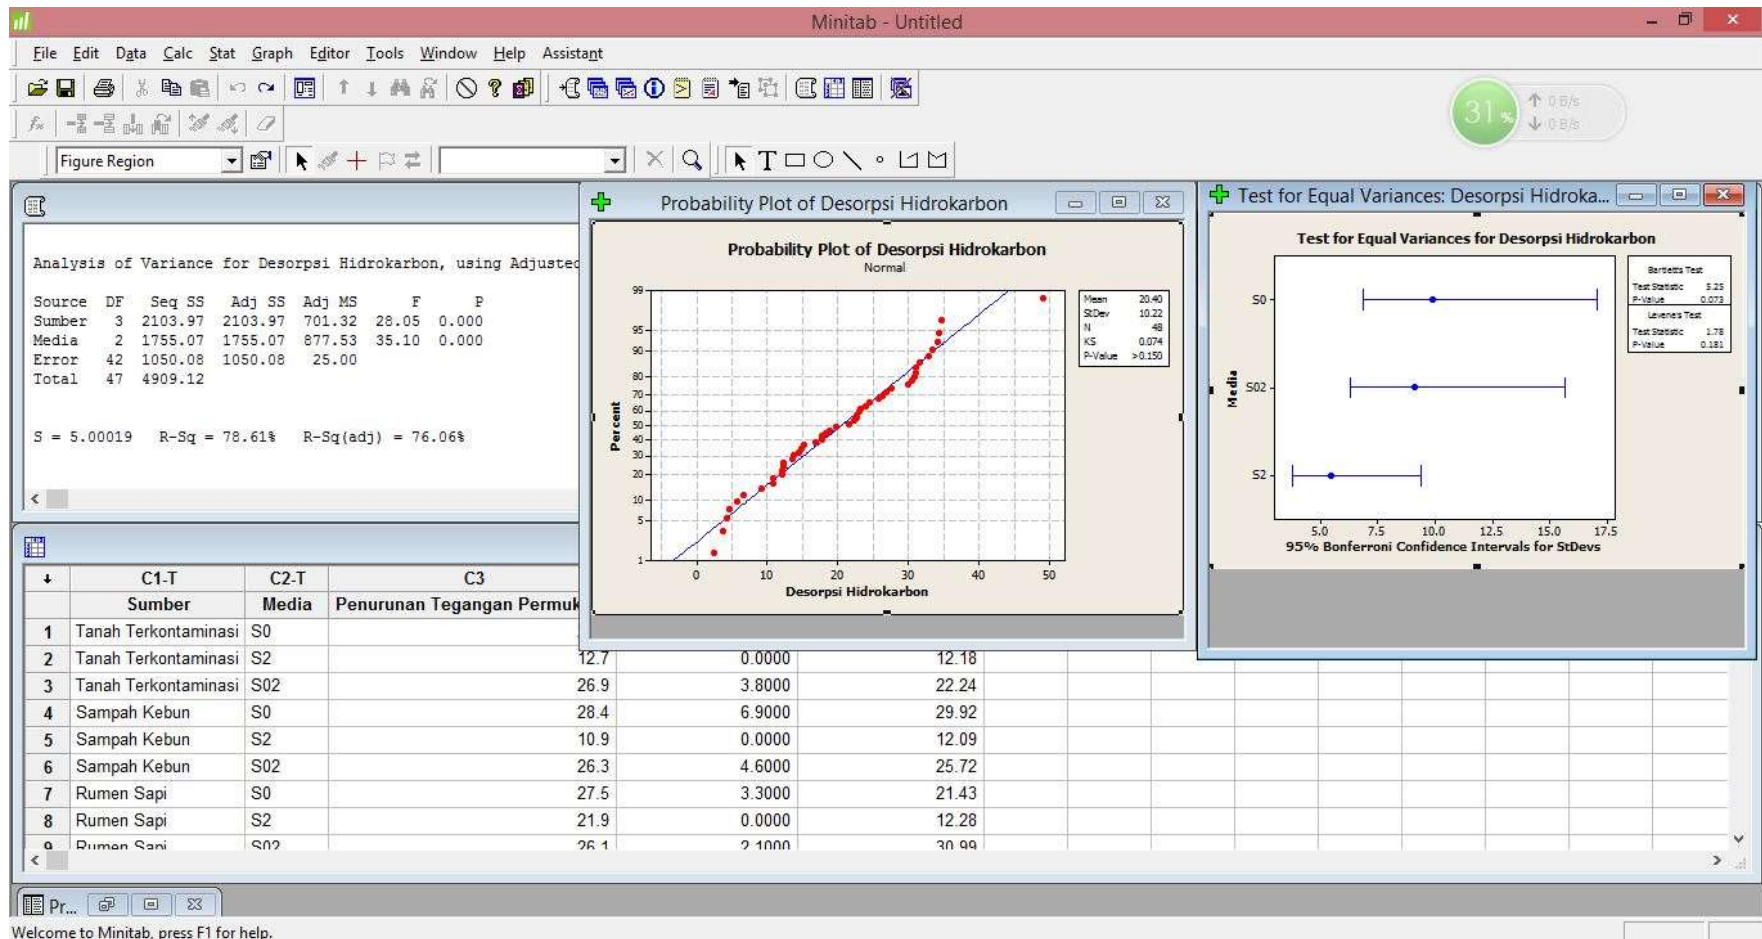 Minitab - Untitled
File Edit Data Calc Stat Graph Editor Tools Window Help Assistant
31 %
0 B/s
0 B/s
Figure Region
Analysis of Variance for Desorpsi Hidrokarbon, using Adjusted
Source DF Seq SS Adj SS Adj MS F P
Sumber 3 2103.97 2103.97 701.32 28.05 0.000
Media 2 1755.07 1755.07 877.53 35.10 0.000
Error 42 1050.08 1050.08 25.00
Total 47 4909.12
S = 5.00019 R-Sq = 78.61% R-Sq(adj) = 76.06%
Probability Plot of Desorpsi Hidrokarbon
Probability Plot of Desorpsi Hidrokarbon
Normal
Percent
99
95
90
80
70
60
50
40
30
20
10
5
1
0 10 20 30 40 50
Desorpsi Hidrokarbon
Mean 20.40
StDev 10.22
N 48
KS 0.074
P-Value >0.150
Test for Equal Variances: Desorpsi Hidroka...
Test for Equal Variances for Desorpsi Hidrokarbon
Media
S0
S02
S2
5.0 7.5 10.0 12.5 15.0 17.5
95% Bonferroni Confidence Intervals for StDevs
Bartletts Test
Test Statistic 5.25
P-Value 0.073
Levenes Test
Test Statistic 1.78
P-Value 0.181
C1-T C2-T C3
Sumber Media Penurunan Tegangan Permuk
1 Tanah Terkontaminasi S0
2 Tanah Terkontaminasi S2 12.7 0.0000 12.18
3 Tanah Terkontaminasi S02 26.9 3.8000 22.24
4 Sampah Kebun S0 28.4 6.9000 29.92
5 Sampah Kebun S2 10.9 0.0000 12.09
6 Sampah Kebun S02 26.3 4.6000 25.72
7 Rumen Sapi S0 27.5 3.3000 21.43
8 Rumen Sapi S2 21.9 0.0000 12.28
9 Rumen Sapi S02 26.1 2.1000 30.99
Pr...
Welcome to Minitab, press F1 for help.